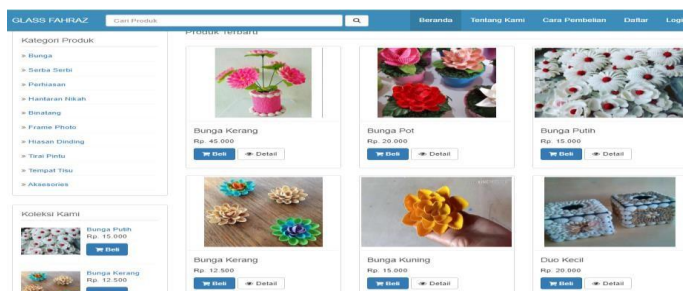 GLASS FAHRAZ
Cari Produk
Beranda
Tentang Kami
Cara Pembelian
Daftar
Logi
Kategori Produk
» Bunga
» Serba Serbi
» Perhiasan
» Hantaran Nikah
» Binatang
» Frame Photo
» Hiasan Dinding
» Tirai Pintu
» Tempat Tisu
» Aksesories
Koleksi Kami
Bunga Putih
Rp. 15.000
Beli
Bunga Kerang
Rp. 12.500
Produk Terbaru
Bunga Kerang
Rp. 45.000
Beli
Detail
Bunga Pot
Rp. 20.000
Beli
Detail
Bunga Putih
Rp. 15.000
Beli
Detail
Bunga Kerang
Rp. 12.500
Beli
Detail
Bunga Kuning
Rp. 15.000
Beli
Detail
Duo Kecil
Rp. 20.000
Beli
Detail